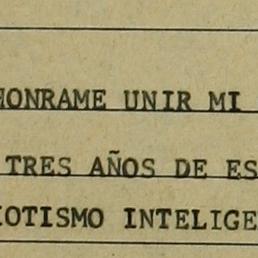 HONRAME UNIR MI
TRES AÑOS DE ES
IOTISMO INTELIGE